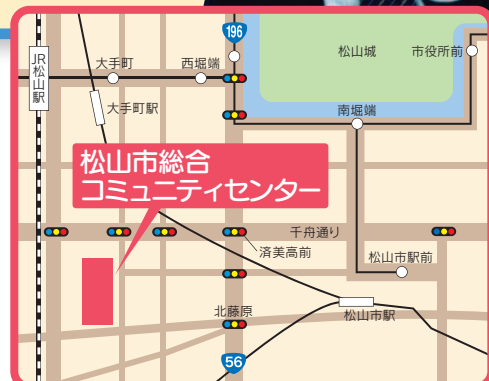 196
松山城
市役所前
JR松山駅
大手町
西堀端
大手町駅
南堀端
松山市総合
コミュニティセンター
千舟通り
済美高前
松山市駅前
北藤原
松山市駅
56